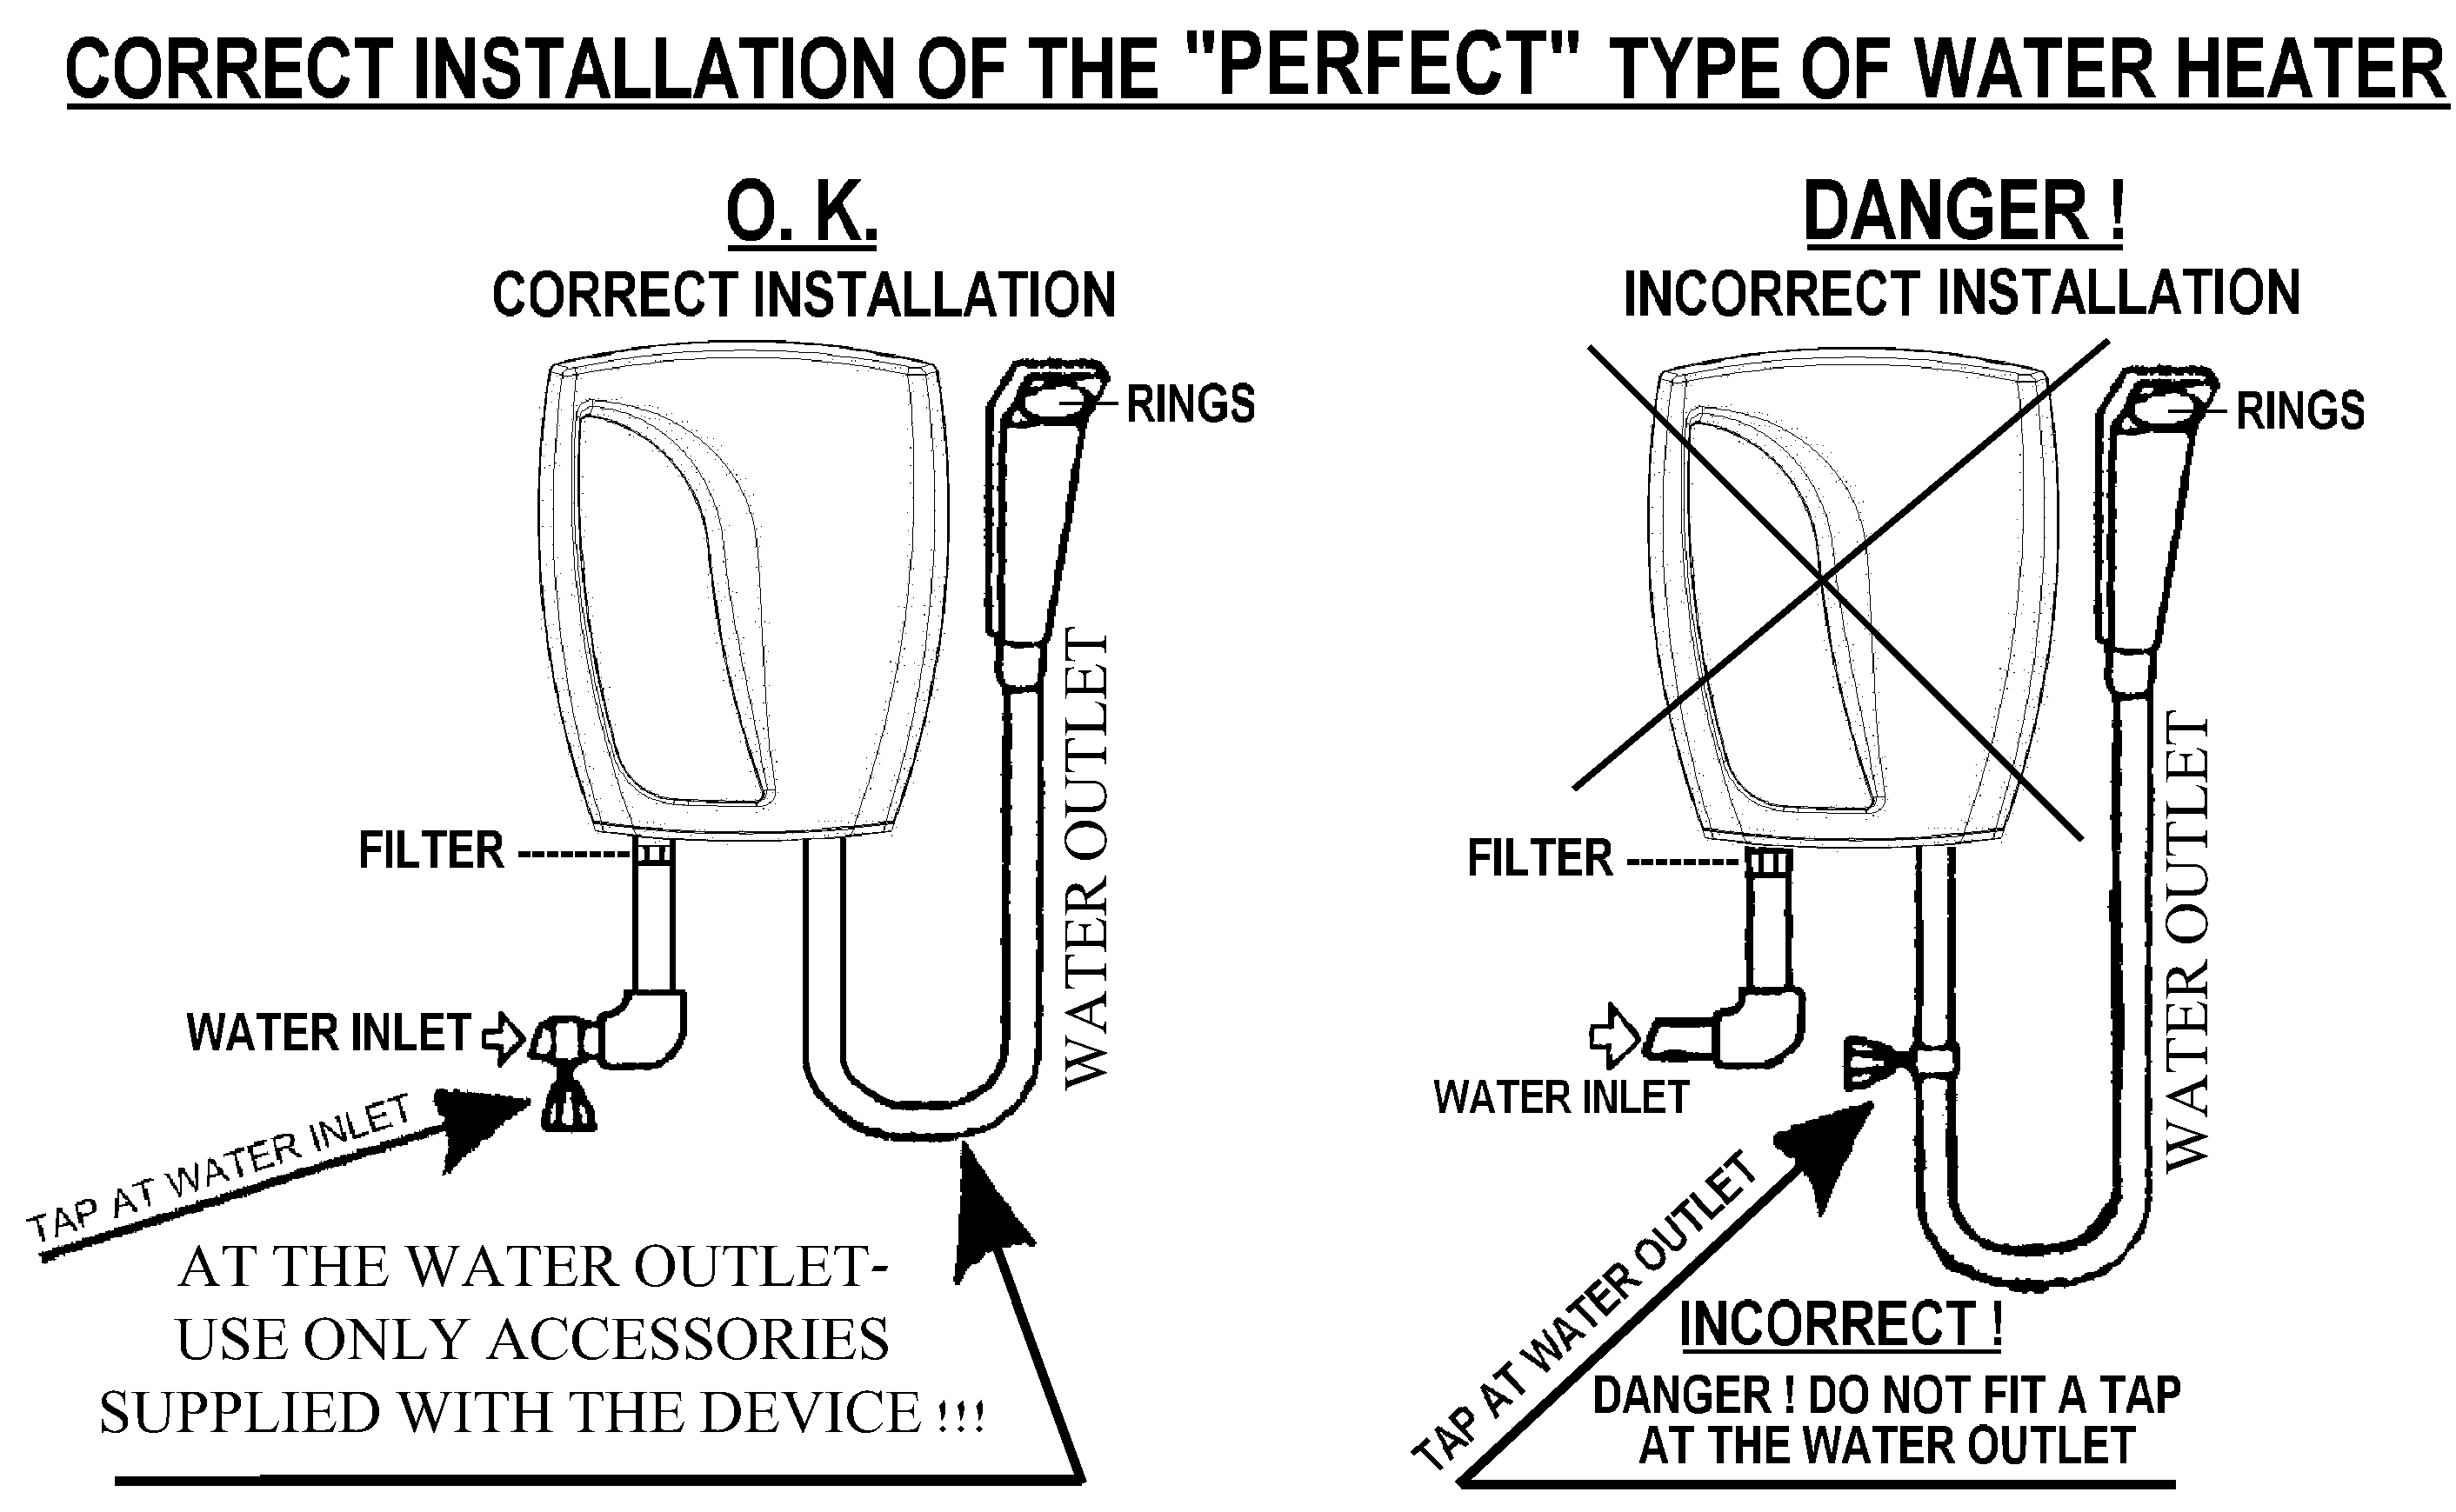 CORRECT INSTALLATION OF THE "PERFECT" TYPE OF WATER HEATER
O. K.
CORRECT INSTALLATION
RINGS
WATER OUTLET
FILTER
WATER INLET
TAP AT WATER INLET
AT THE WATER OUTLET-
USE ONLY ACCESSORIES
SUPPLIED WITH THE DEVICE !!!
DANGER !
INCORRECT INSTALLATION
RINGS
WATER OUTLET
FILTER
WATER INLET
TAP AT WATER OUTLET
INCORRECT !
DANGER ! DO NOT FIT A TAP
AT THE WATER OUTLET